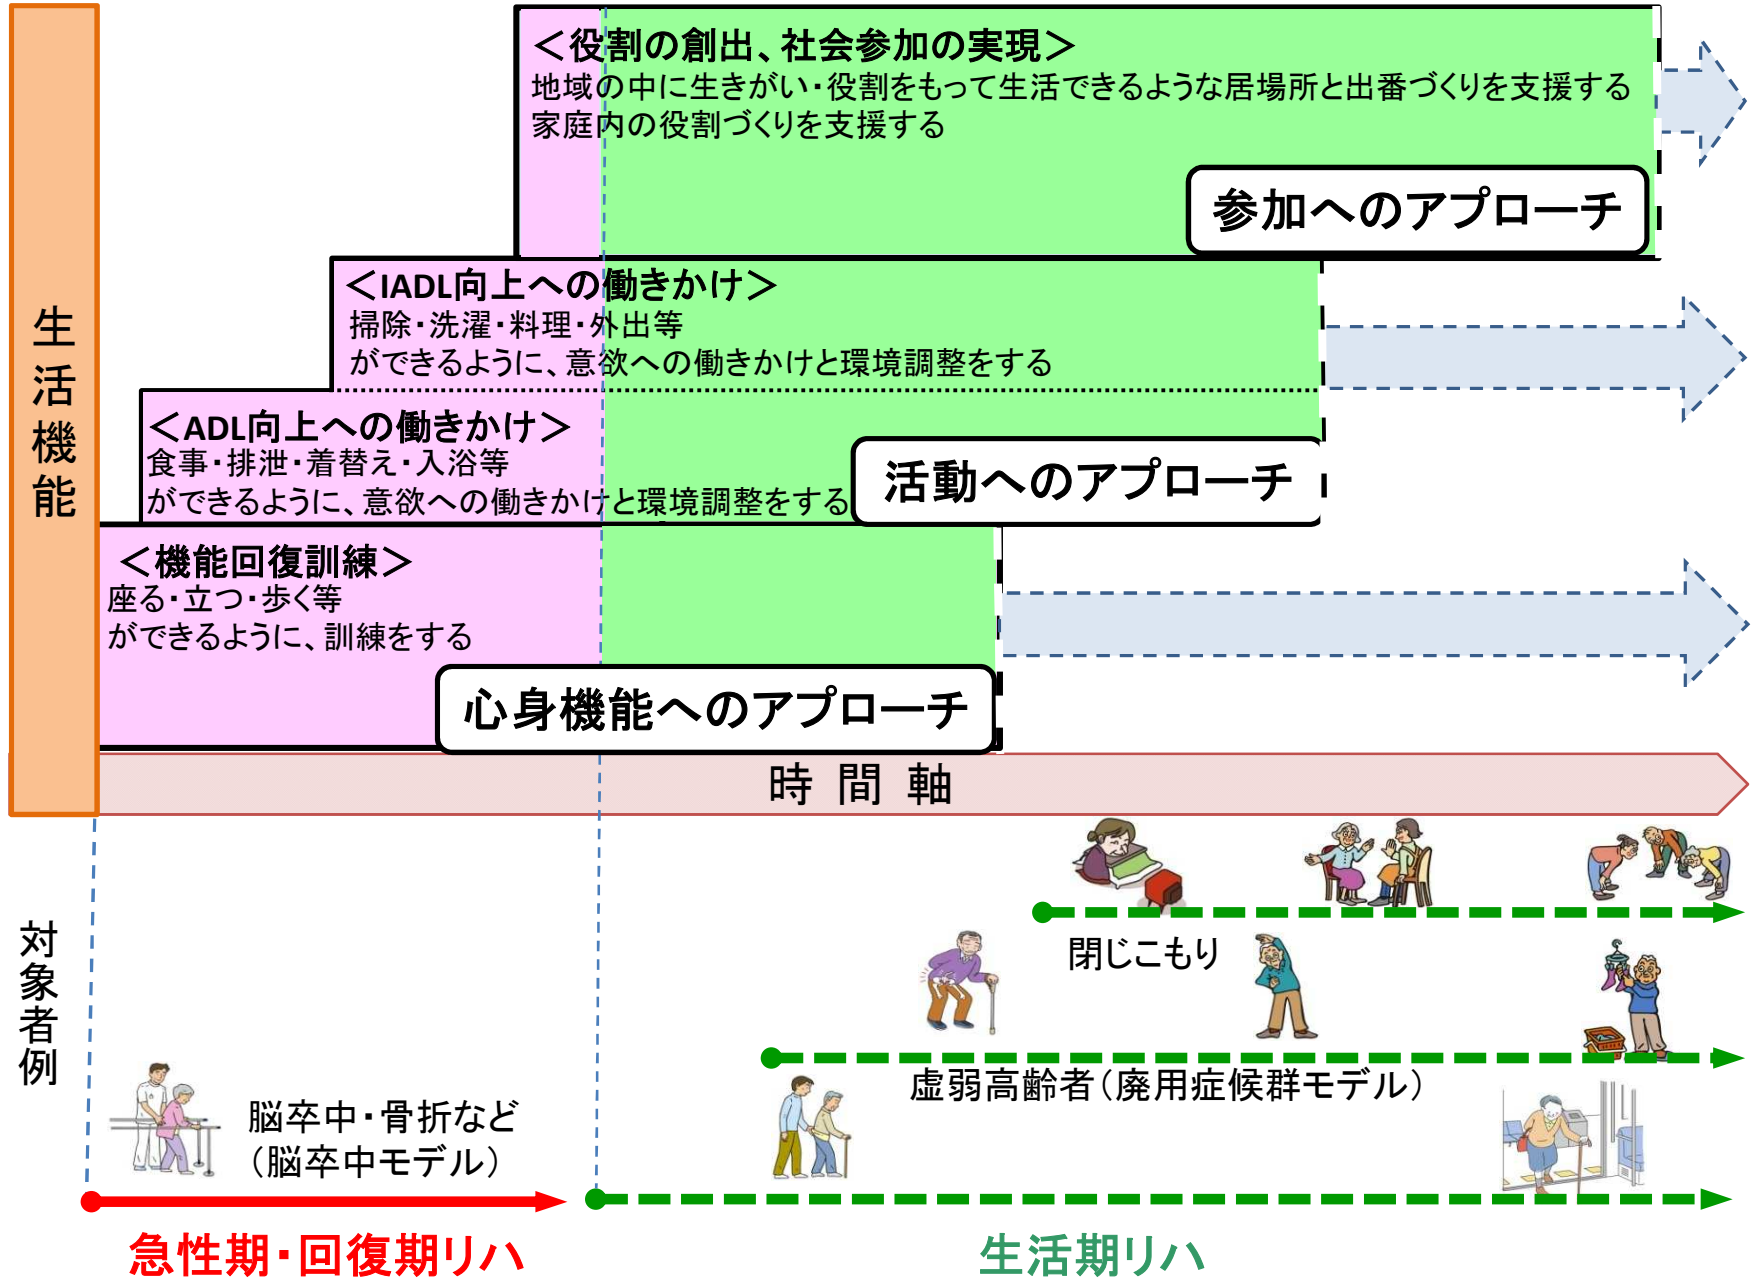 生活機能
＜役割の創出、社会参加の実現＞
地域の中に生きがい・役割をもって生活できるような居場所と出番づくりを支援する
家庭内の役割づくりを支援する
参加へのアプローチ
＜IADL向上への働きかけ＞
掃除・洗濯・料理・外出等
ができるように、意欲への働きかけと環境調整をする
＜ADL向上への働きかけ＞
食事・排泄・着替え・入浴等
ができるように、意欲への働きかけと環境調整をする
活動へのアプローチ
＜機能回復訓練＞
座る・立つ・歩く等
ができるように、訓練をする
心身機能へのアプローチ
時間軸
対象者例
閉じこもり
虚弱高齢者（廃用症候群モデル）
脳卒中・骨折など
（脳卒中モデル）
急性期・回復期リハ
生活期リハ